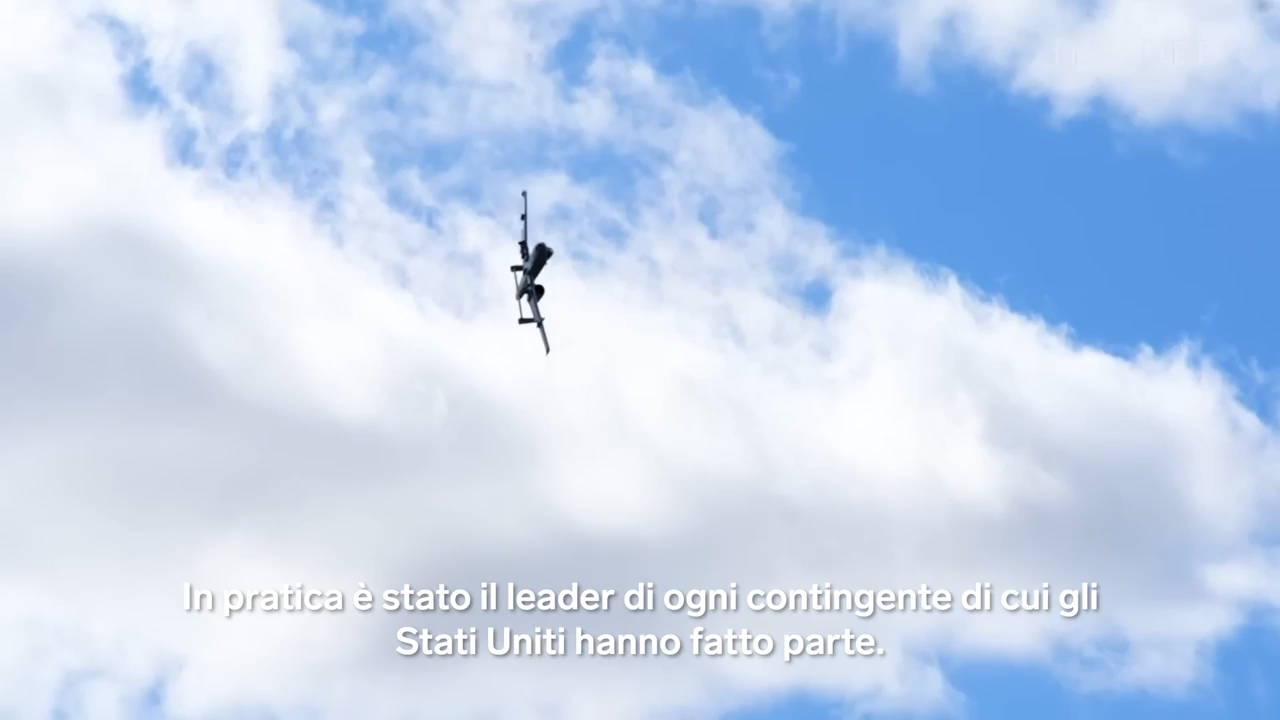 In pratica è stato il leader di ogni contingente di cui gli
Stati Uniti hanno fatto parte.